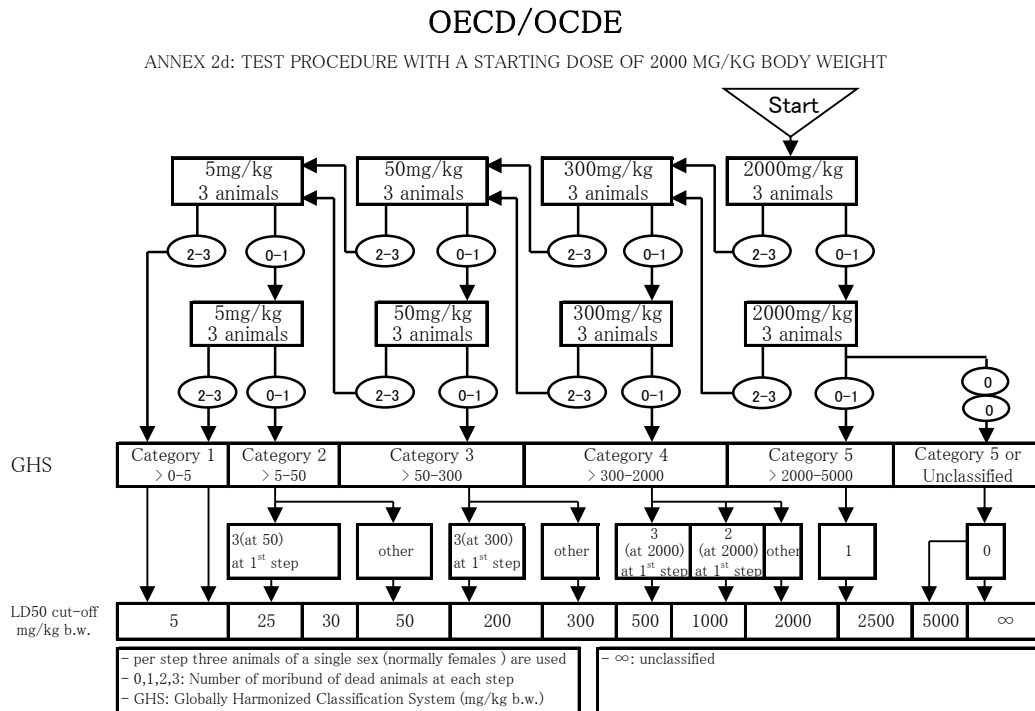 OECD/OCDE
ANNEX 2d: TEST PROCEDURE WITH A STARTING DOSE OF 2000 MG/KG BODY WEIGHT
Start
5mg/kg
3 animals
50mg/kg
3 animals
300mg/kg
3 animals
2000mg/kg
3 animals
2-3
0-1
2-3
0-1
2-3
0-1
2-3
0-1
5mg/kg
3 animals
50mg/kg
3 animals
300mg/kg
3 animals
2000mg/kg
3 animals
2-3
0-1
2-3
0-1
2-3
0-1
2-3
0-1
0
0
GHS
Category 1
> 0-5
Category 2
> 5-50
Category 3
> 50-300
Category 4
> 300-2000
Category 5
> 2000-5000
Category 5 or
Unclassified
3(at 50)
at 1st step
other
3(at 300)
at 1st step
other
3
(at 2000)
at 1st step
2
(at 2000)
at 1st step
other
1
0
LD50 cut-off
mg/kg b.w.
5
25
30
50
200
300
500
1000
2000
2500
5000
∞
- per step three animals of a single sex (normally females ) are used
- 0,1,2,3: Number of moribund of dead animals at each step
- GHS: Globally Harmonized Classification System (mg/kg b.w.)
- ∞: unclassified